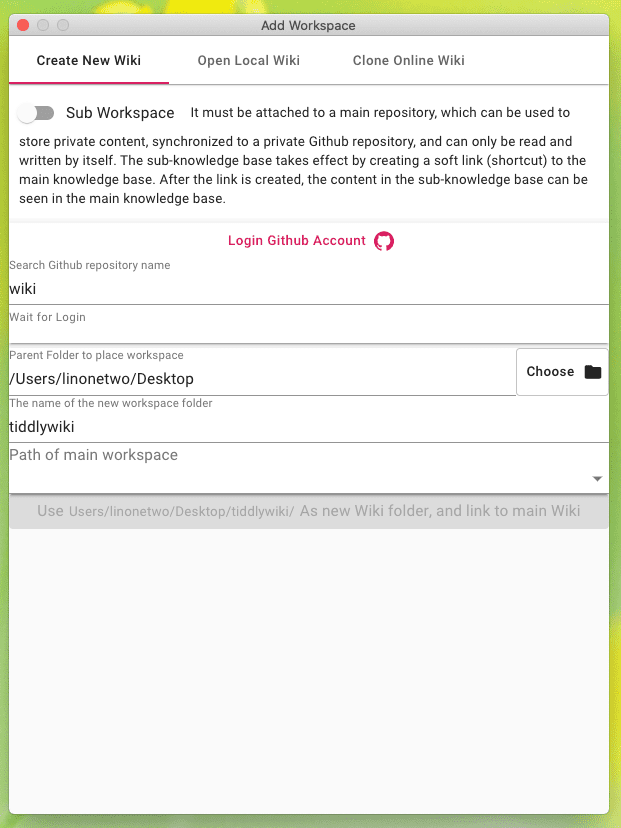 Add Workspace
Create New Wiki
Open Local Wiki
Clone Online Wiki
Sub Workspace It must be attached to a main repository, which can be used to
store private content, synchronized to a private Github repository, and can only be read and
written by itself. The sub-knowledge base takes effect by creating a soft link (shortcut) to the
main knowledge base. After the link is created, the content in the sub-knowledge base can be
seen in the main knowledge base.
Login Github Account
Search Github repository name
wiki
Wait for Login
Parent Folder to place workspace
/Users/linonetwo/Desktop
Choose
The name of the new workspace folder
tiddlywiki
Path of main workspace
Use Users/linonetwo/Desktop/tiddlywiki/ As new Wiki folder, and link to main Wiki